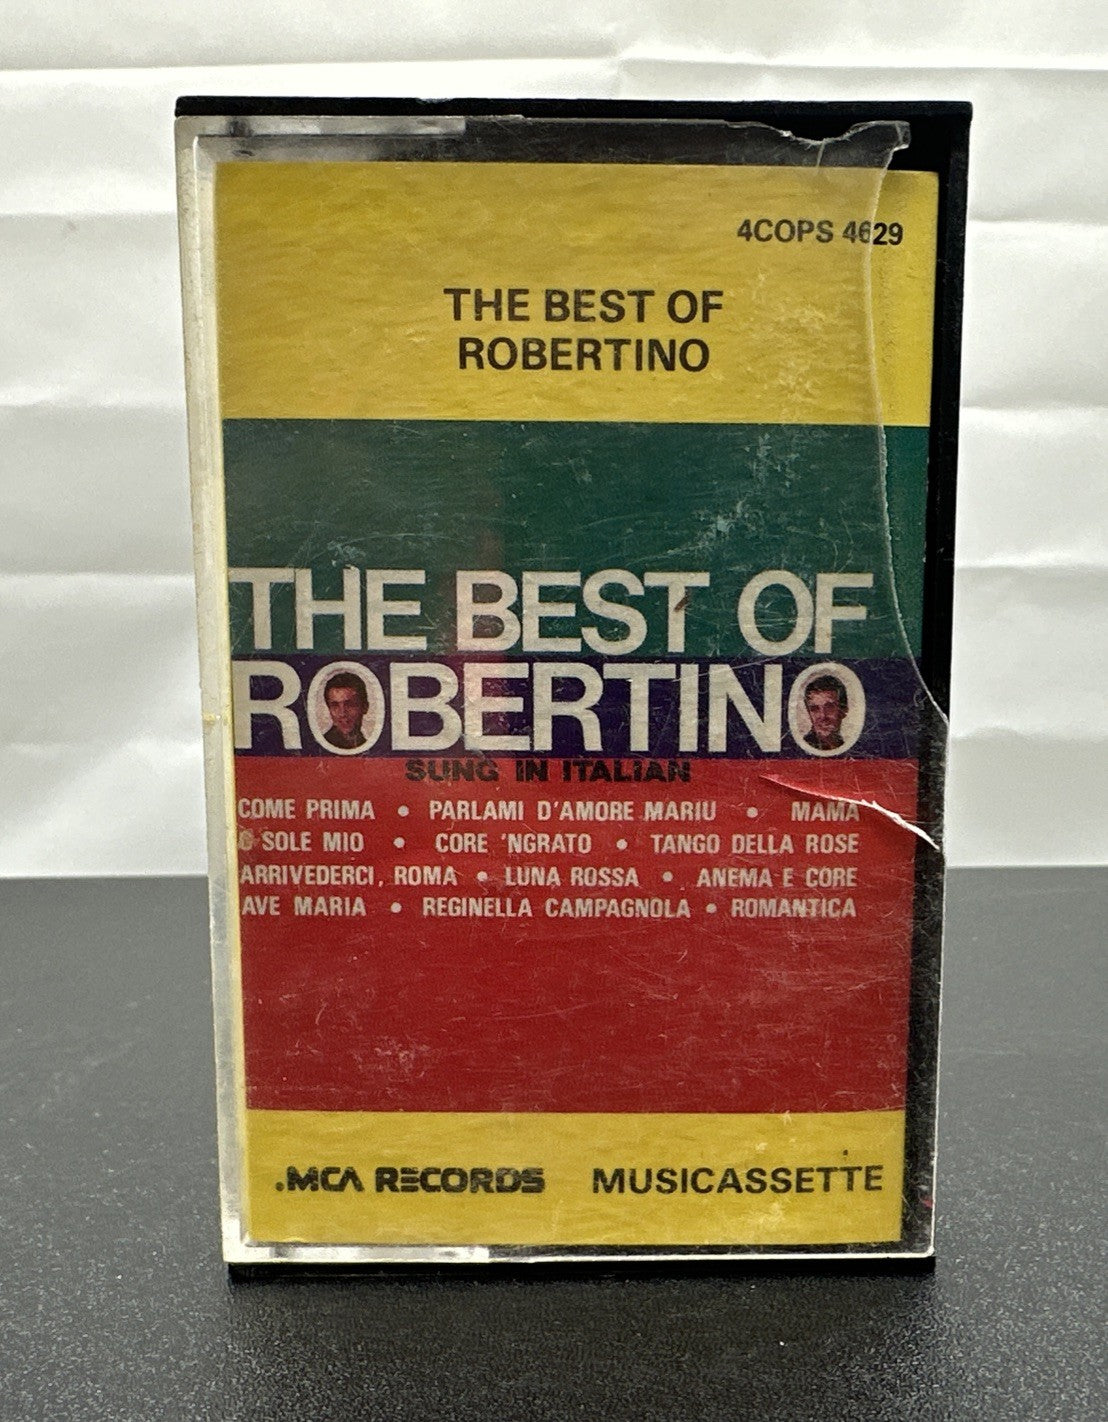 4COPS 4629
THE BEST OF
ROBERTINO
THE BEST OF
ROBERTINO
SUNG IN ITALIAN
COME PRIMA • PARLAMI D'AMORE MARIU • MAMA
O SOLE MIO • CORE 'NGRATO • TANGO DELLA ROSE
ARRIVEDERCI, ROMA • LUNA ROSSA • ANEMA E CORE
AVE MARIA • REGINELLA CAMPAGNOLA • ROMANTICA
.MCA RECORDS MUSICASSETTE